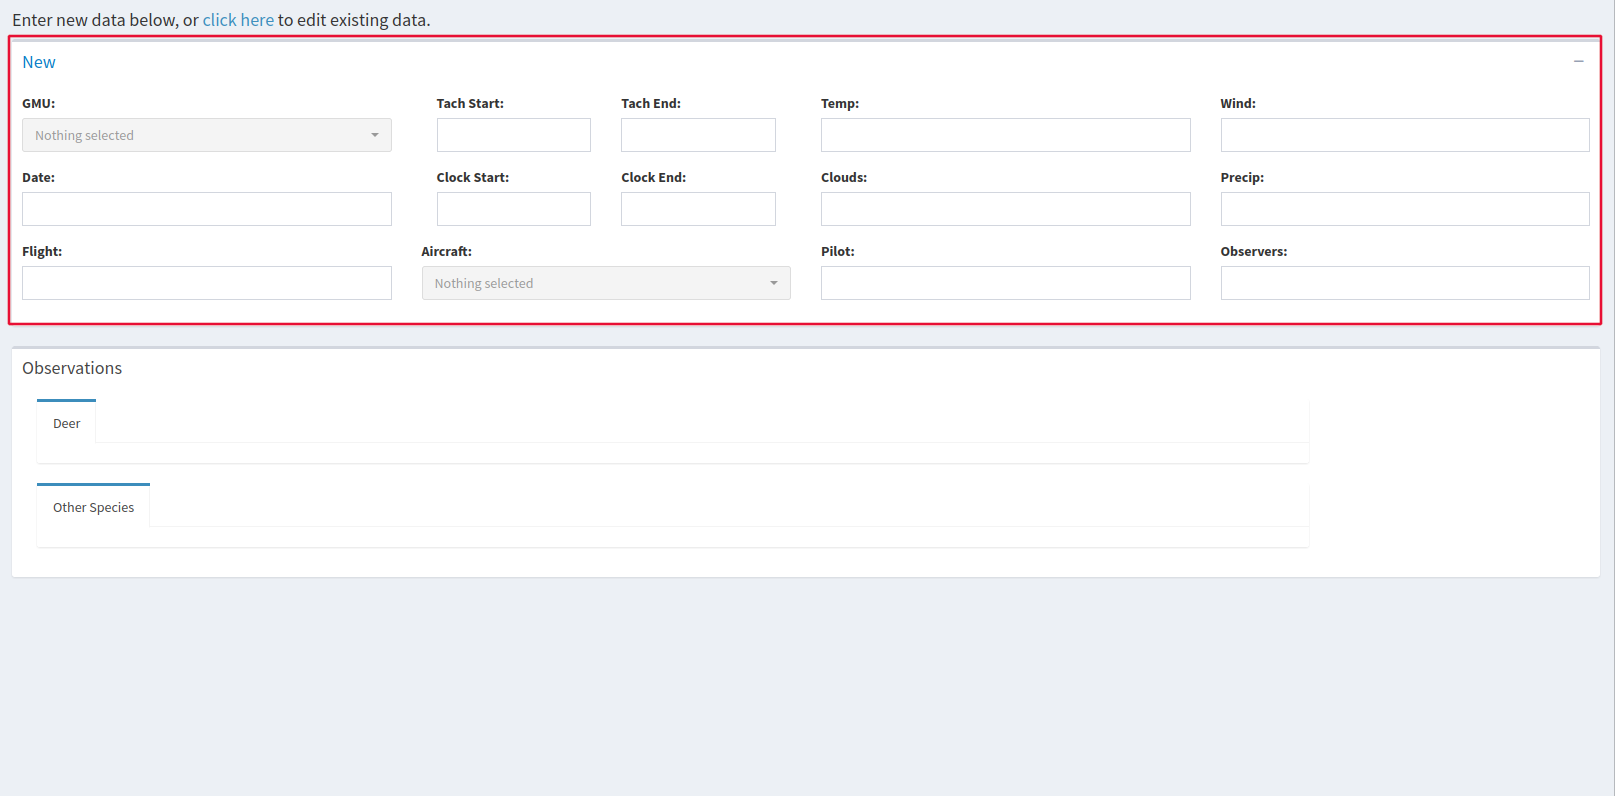 Enter new data below, or click here to edit existing data.
New
GMU: Tach Start: Tach End: Temp: Wind:
Nothing selected
Date: Clock Start: Clock End: Clouds: Precip:
Flight: Aircraft: Pilot: Observers:
Nothing selected
Observations
Deer
Other Species